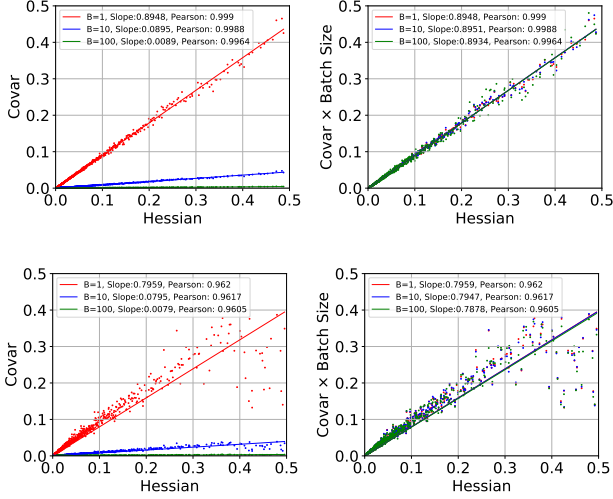 0.5
0.4
0.3
0.2
0.1
0.0
Covar
B=1, Slope:0.8948, Pearson: 0.999
B=10, Slope:0.0895, Pearson: 0.9988
B=100, Slope:0.0089, Pearson: 0.9964
0.0 0.1 0.2 0.3 0.4 0.5
Hessian
0.5
0.4
0.3
0.2
0.1
0.0
Covar × Batch Size
B=1, Slope:0.8948, Pearson: 0.999
B=10, Slope:0.8951, Pearson: 0.9988
B=100, Slope:0.8934, Pearson: 0.9964
0.0 0.1 0.2 0.3 0.4 0.5
Hessian
0.5
0.4
0.3
0.2
0.1
0.0
Covar
B=1, Slope:0.7959, Pearson: 0.962
B=10, Slope:0.0795, Pearson: 0.9617
B=100, Slope:0.0079, Pearson: 0.9605
0.0 0.1 0.2 0.3 0.4 0.5
Hessian
0.5
0.4
0.3
0.2
0.1
0.0
Covar × Batch Size
B=1, Slope:0.7959, Pearson: 0.962
B=10, Slope:0.7947, Pearson: 0.9617
B=100, Slope:0.7878, Pearson: 0.9605
0.0 0.1 0.2 0.3 0.4 0.5
Hessian